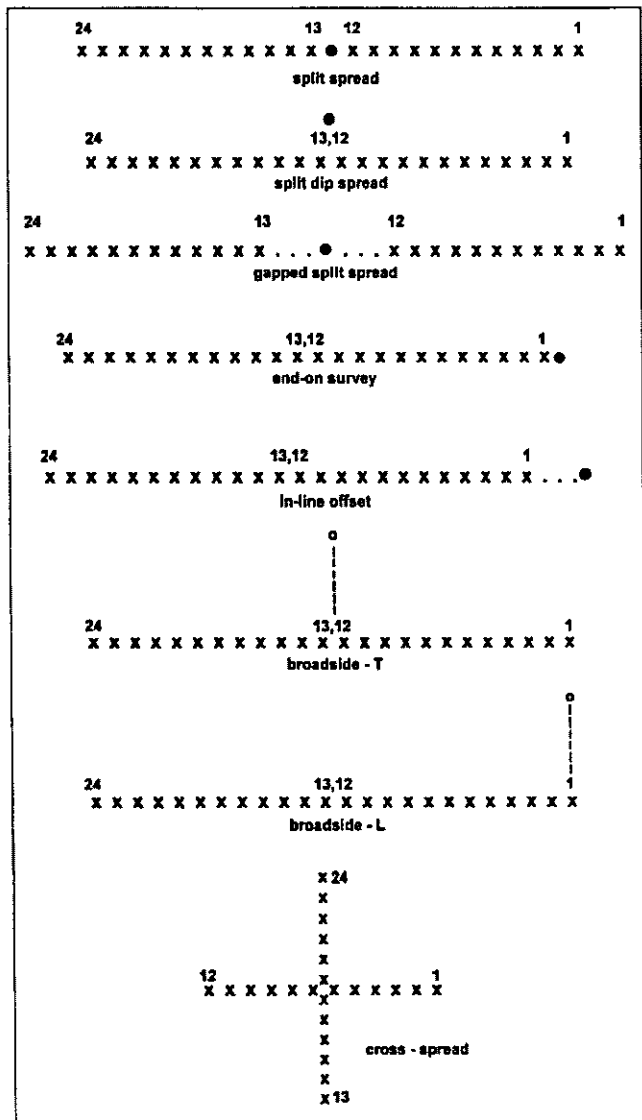 24 13 12 1
x x x x x x x x x x x x ● x x x x x x x x x x x x
split spread
24 13,12 1
x x x x x x x x x x x x x x x x x x x x x x x x
split dip spread
24 13 12 1
x x x x x x x x x x x x . . . ● . . . x x x x x x x x x x x x
gapped split spread
24 13,12 1
x x x x x x x x x x x x x x x x x x x x x x x x ●
end-on survey
24 13,12 1
x x x x x x x x x x x x x x x x x x x x x x x x . . . ●
in-line offset
24 13,12 1
x x x x x x x x x x x x x x x x x x x x x x x x
broadside - T
24 13,12 1
x x x x x x x x x x x x x x x x x x x x x x x x
broadside - L
24
12 1
cross - spread
13